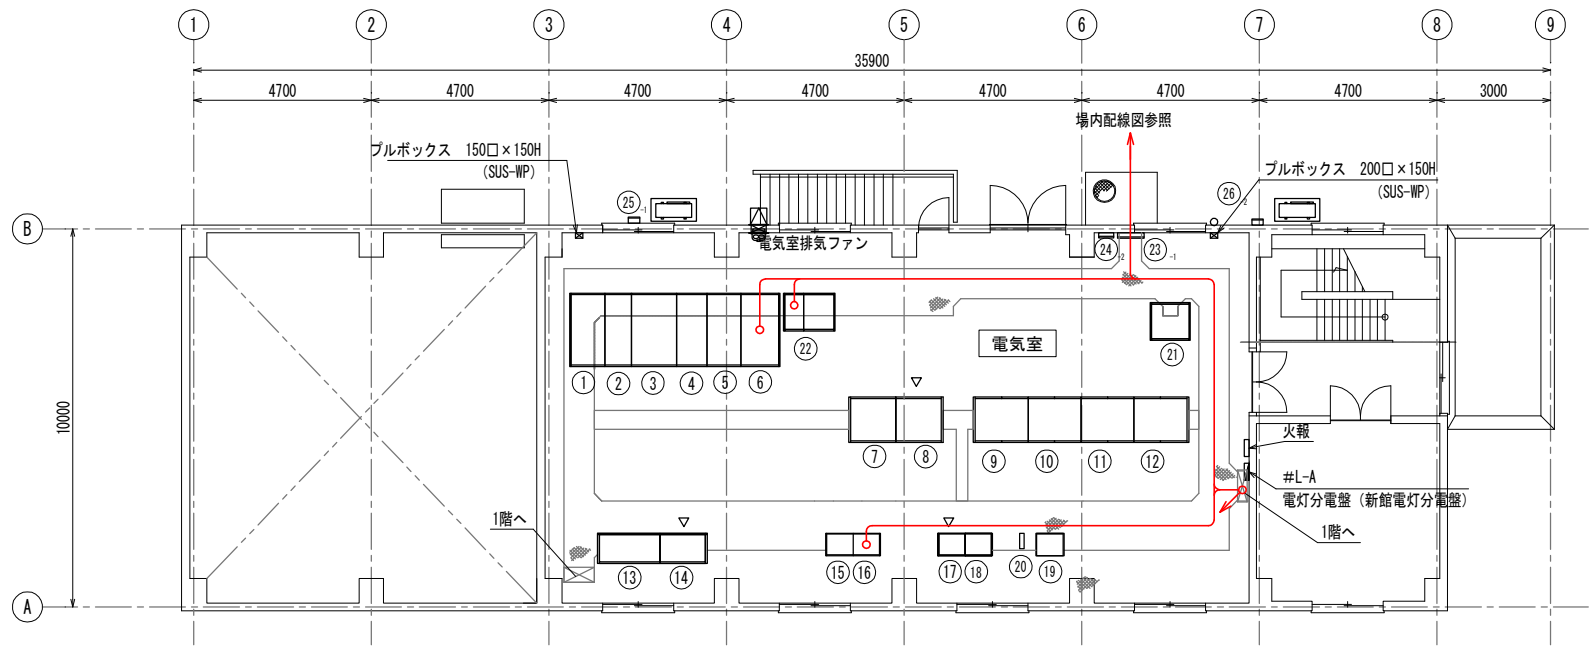 1 2 3 4 5 6 7 8 9
35900
4700 4700 4700 4700 4700 4700 4700 3000
場内配線図参照
プルボックス 150□×150H
(SUS-WP)
プルボックス 200□×150H
(SUS-WP)
25 -1
26 -2
B
電気室排気ファン
24 -2
23 -1
電気室
22
21
1 2 3 4 5 6
10000
7 8 9 10 11 12
火報
#L-A
電灯分電盤（新館電灯分電盤）
1階へ
1階へ
13 14 15 16 17 18 20 19
A